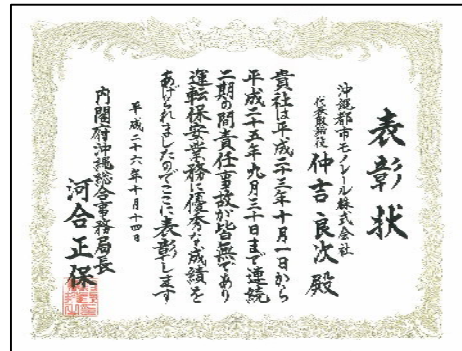 表彰状
沖縄都市モノレール株式会社
代表取締役 仲吉良次 殿
貴社は平成二十三年十月一日から
平成二十五年九月三十日まで連続
二期の間責任事故が皆無であり
運転保安業務に優秀な成績を
あげられましたのでここに表彰します
平成二十六年十月十四日
内閣府沖縄総合事務局長
河合正保